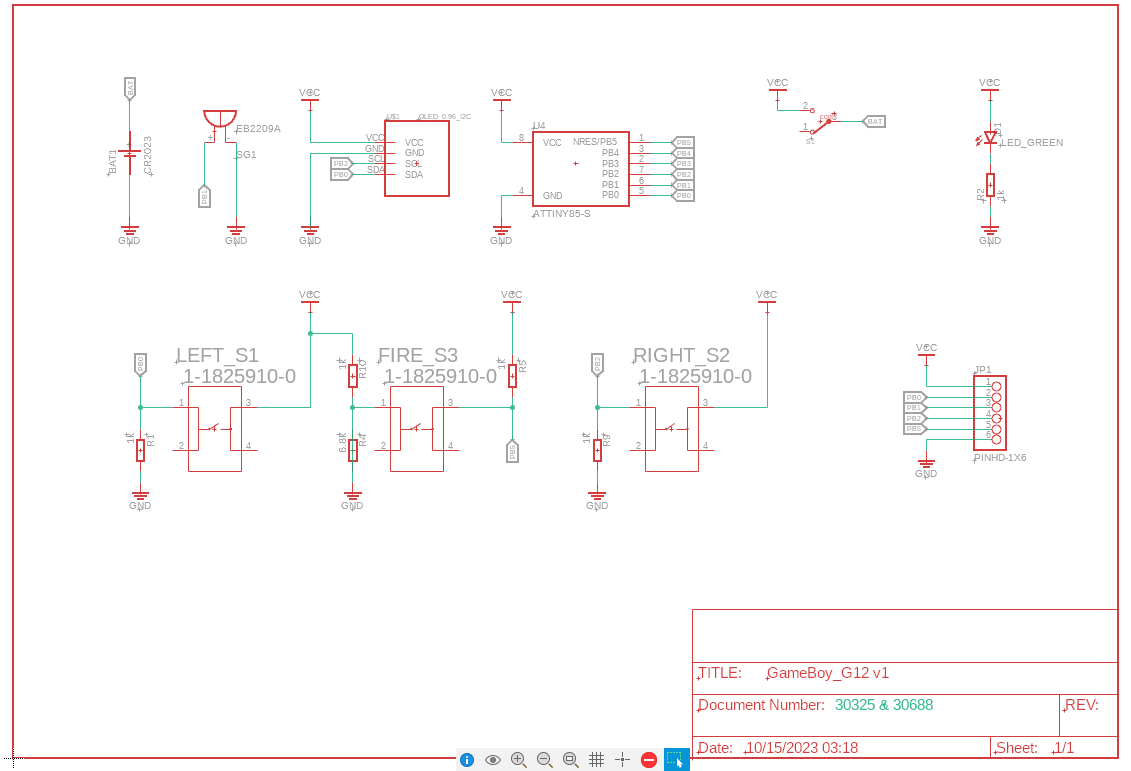 BAT
BAT1
CR2023
GND
EB2209A
SG1
PB1
GND
VCC
U$1
OLED_0.96_I2C
VCC VCC
GND GND
PB2 SCL SCL
PB0 SDA SDA
GND
VCC
U4
8 VCC NRES/PB5 1 PB5
PB4 3 PB4
PB3 2 PB3
PB2 7 PB2
PB1 6 PB1
4 GND PB0 5 PB0
ATTINY85-S
GND
VCC
2
1
S1
BAT
VCC
LED_GREEN
R2
1k
GND
PB0
LEFT_S1
1-1825910-0
1 3
2 4
1k
R1
GND
VCC
1k
R10
FIRE_S3
1-1825910-0
1 3
2 4
6.8k
R4
GND
VCC
1k
R5
PB5
PB2
RIGHT_S2
1-1825910-0
1 3
2 4
1k
R9
GND
VCC
VCC
JP1
1
PB0 2
PB1 3
PB2 4
PB5 5
6
PINHD-1X6
GND
TITLE: GameBoy_G12 v1
Document Number: 30325 & 30688
REV:
Date: 10/15/2023 03:18
Sheet: 1/1